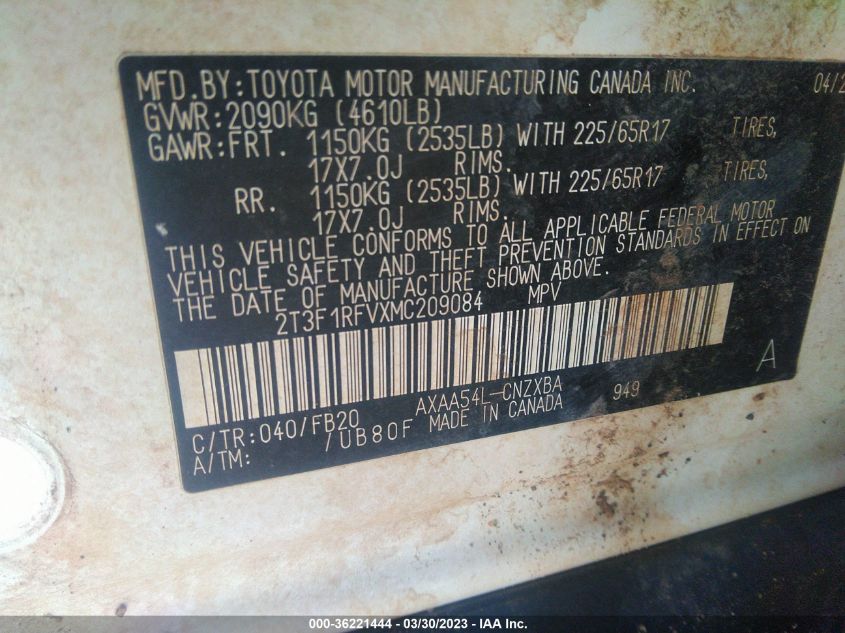 MFD.BY:TOYOTA MOTOR MANUFACTURING CANADA INC. 04/2
GVWR:2090KG (4610LB)
GAWR:FRT. 1150KG (2535LB) WITH 225/65R17 TIRES,
17X7.0J RIMS.
RR. 1150KG (2535LB) WITH 225/65R17 TIRES,
17X7.0J RIMS.
THIS VEHICLE CONFORMS TO ALL APPLICABLE FEDERAL MOTOR
VEHICLE SAFETY AND THEFT PREVENTION STANDARDS IN EFFECT ON
THE DATE OF MANUFACTURE SHOWN ABOVE.
2T3F1RFVXMC209084 MPV
A
C/TR:040/FB20 AXAA54L-CNZXBA 949
A/TM: /UB80F MADE IN CANADA
000-36221444 - 03/30/2023 - IAA Inc.